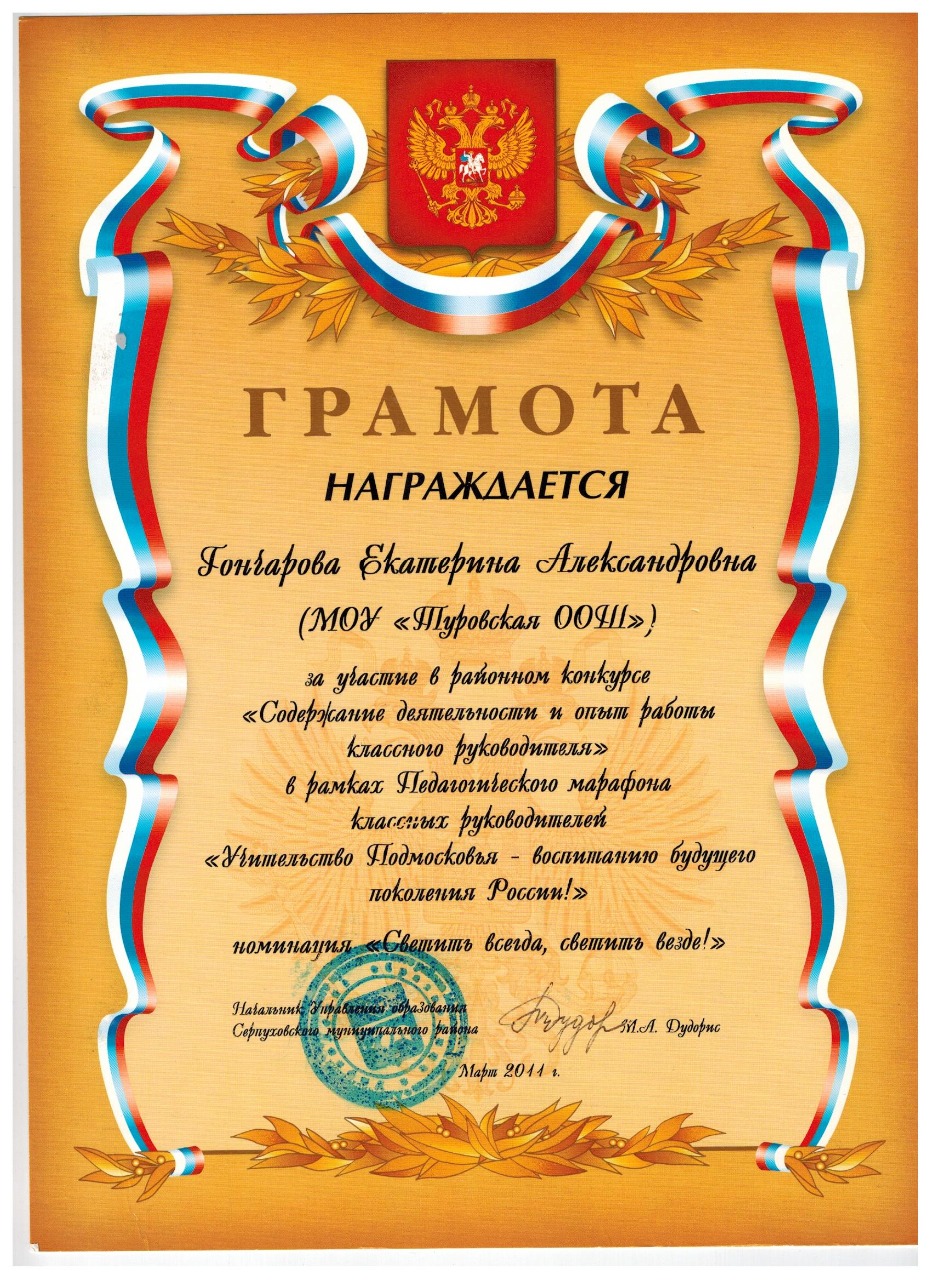 ГРАМОТА
НАГРАЖДАЕТСЯ
Гончарова Екатерина Александровна
(МОУ «Туровская ООШ»)
за участие в районном конкурсе
«Содержание деятельности и опыт работы
классного руководителя»
в рамках Педагогического марафона
классных руководителей
«Учительство Подмосковья - воспитанию будущего
поколения России!»
номинация «Светить всегда, светить везде!»
Начальник Управления образования
Серпуховского муниципального района М.А. Дудорис
Март 2011 г.